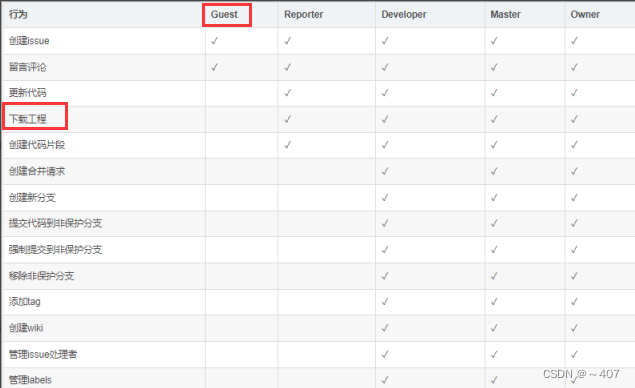 行为 Guest Reporter Developer Master Owner
创建issue ✓ ✓ ✓ ✓ ✓
留言评论 ✓ ✓ ✓ ✓ ✓
更新代码 ✓ ✓ ✓ ✓
下载工程 ✓ ✓ ✓ ✓
创建代码片段 ✓ ✓ ✓ ✓
创建合并请求 ✓ ✓ ✓
创建新分支 ✓ ✓ ✓
提交代码到非保护分支 ✓ ✓ ✓
强制提交到非保护分支 ✓ ✓ ✓
移除非保护分支 ✓ ✓ ✓
添加tag ✓ ✓ ✓
创建wiki ✓ ✓ ✓
管理issue处理者 ✓ ✓ ✓
管理labels ✓ ✓ ✓
CSDN @～407